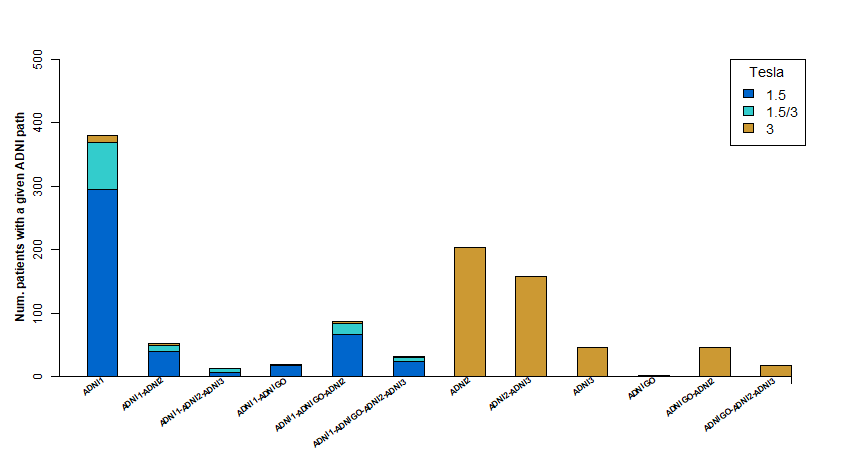 Num. patients with a given ADNI path
500
400
300
200
100
0
Tesla
1.5
1.5/3
3
ADNI1
ADNI1-ADNI2
ADNI1-ADNI2-ADNI3
ADNI1-ADNIGO
ADNI1-ADNIGO-ADNI2
ADNI1-ADNIGO-ADNI2-ADNI3
ADNI2
ADNI2-ADNI3
ADNI3
ADNIGO
ADNIGO-ADNI2
ADNIGO-ADNI2-ADNI3